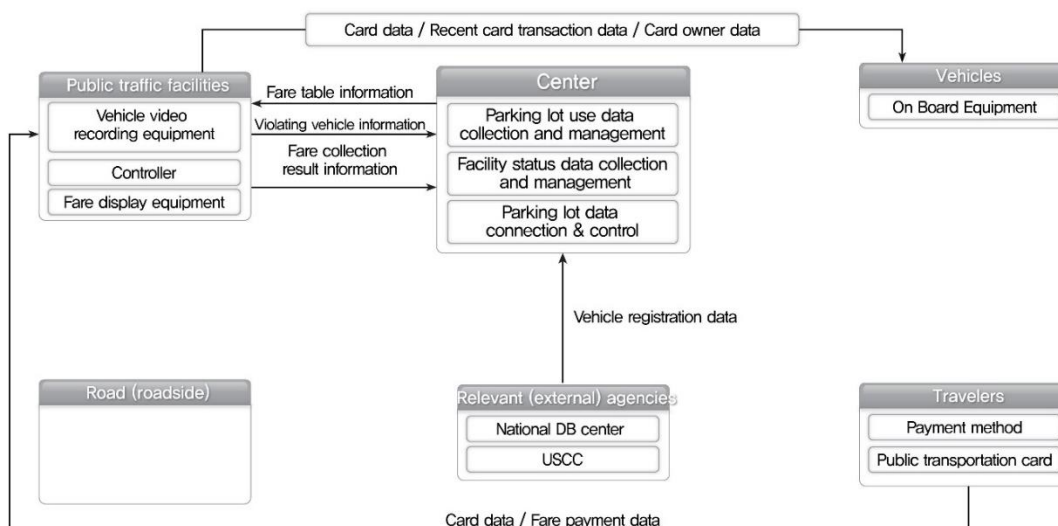 Card data / Recent card transaction data / Card owner data
Public traffic facilities
Vehicle video
recording equipment
Controller
Fare display equipment
Fare table information
Violating vehicle information
Fare collection
result information
Center
Parking lot use data
collection and management
Facility status data collection
and management
Parking lot data
connection & control
Vehicles
On Board Equipment
Vehicle registration data
Road (roadside)
Relevant (external) agencies
National DB center
USCC
Travelers
Payment method
Public transportation card
Card data / Fare payment data